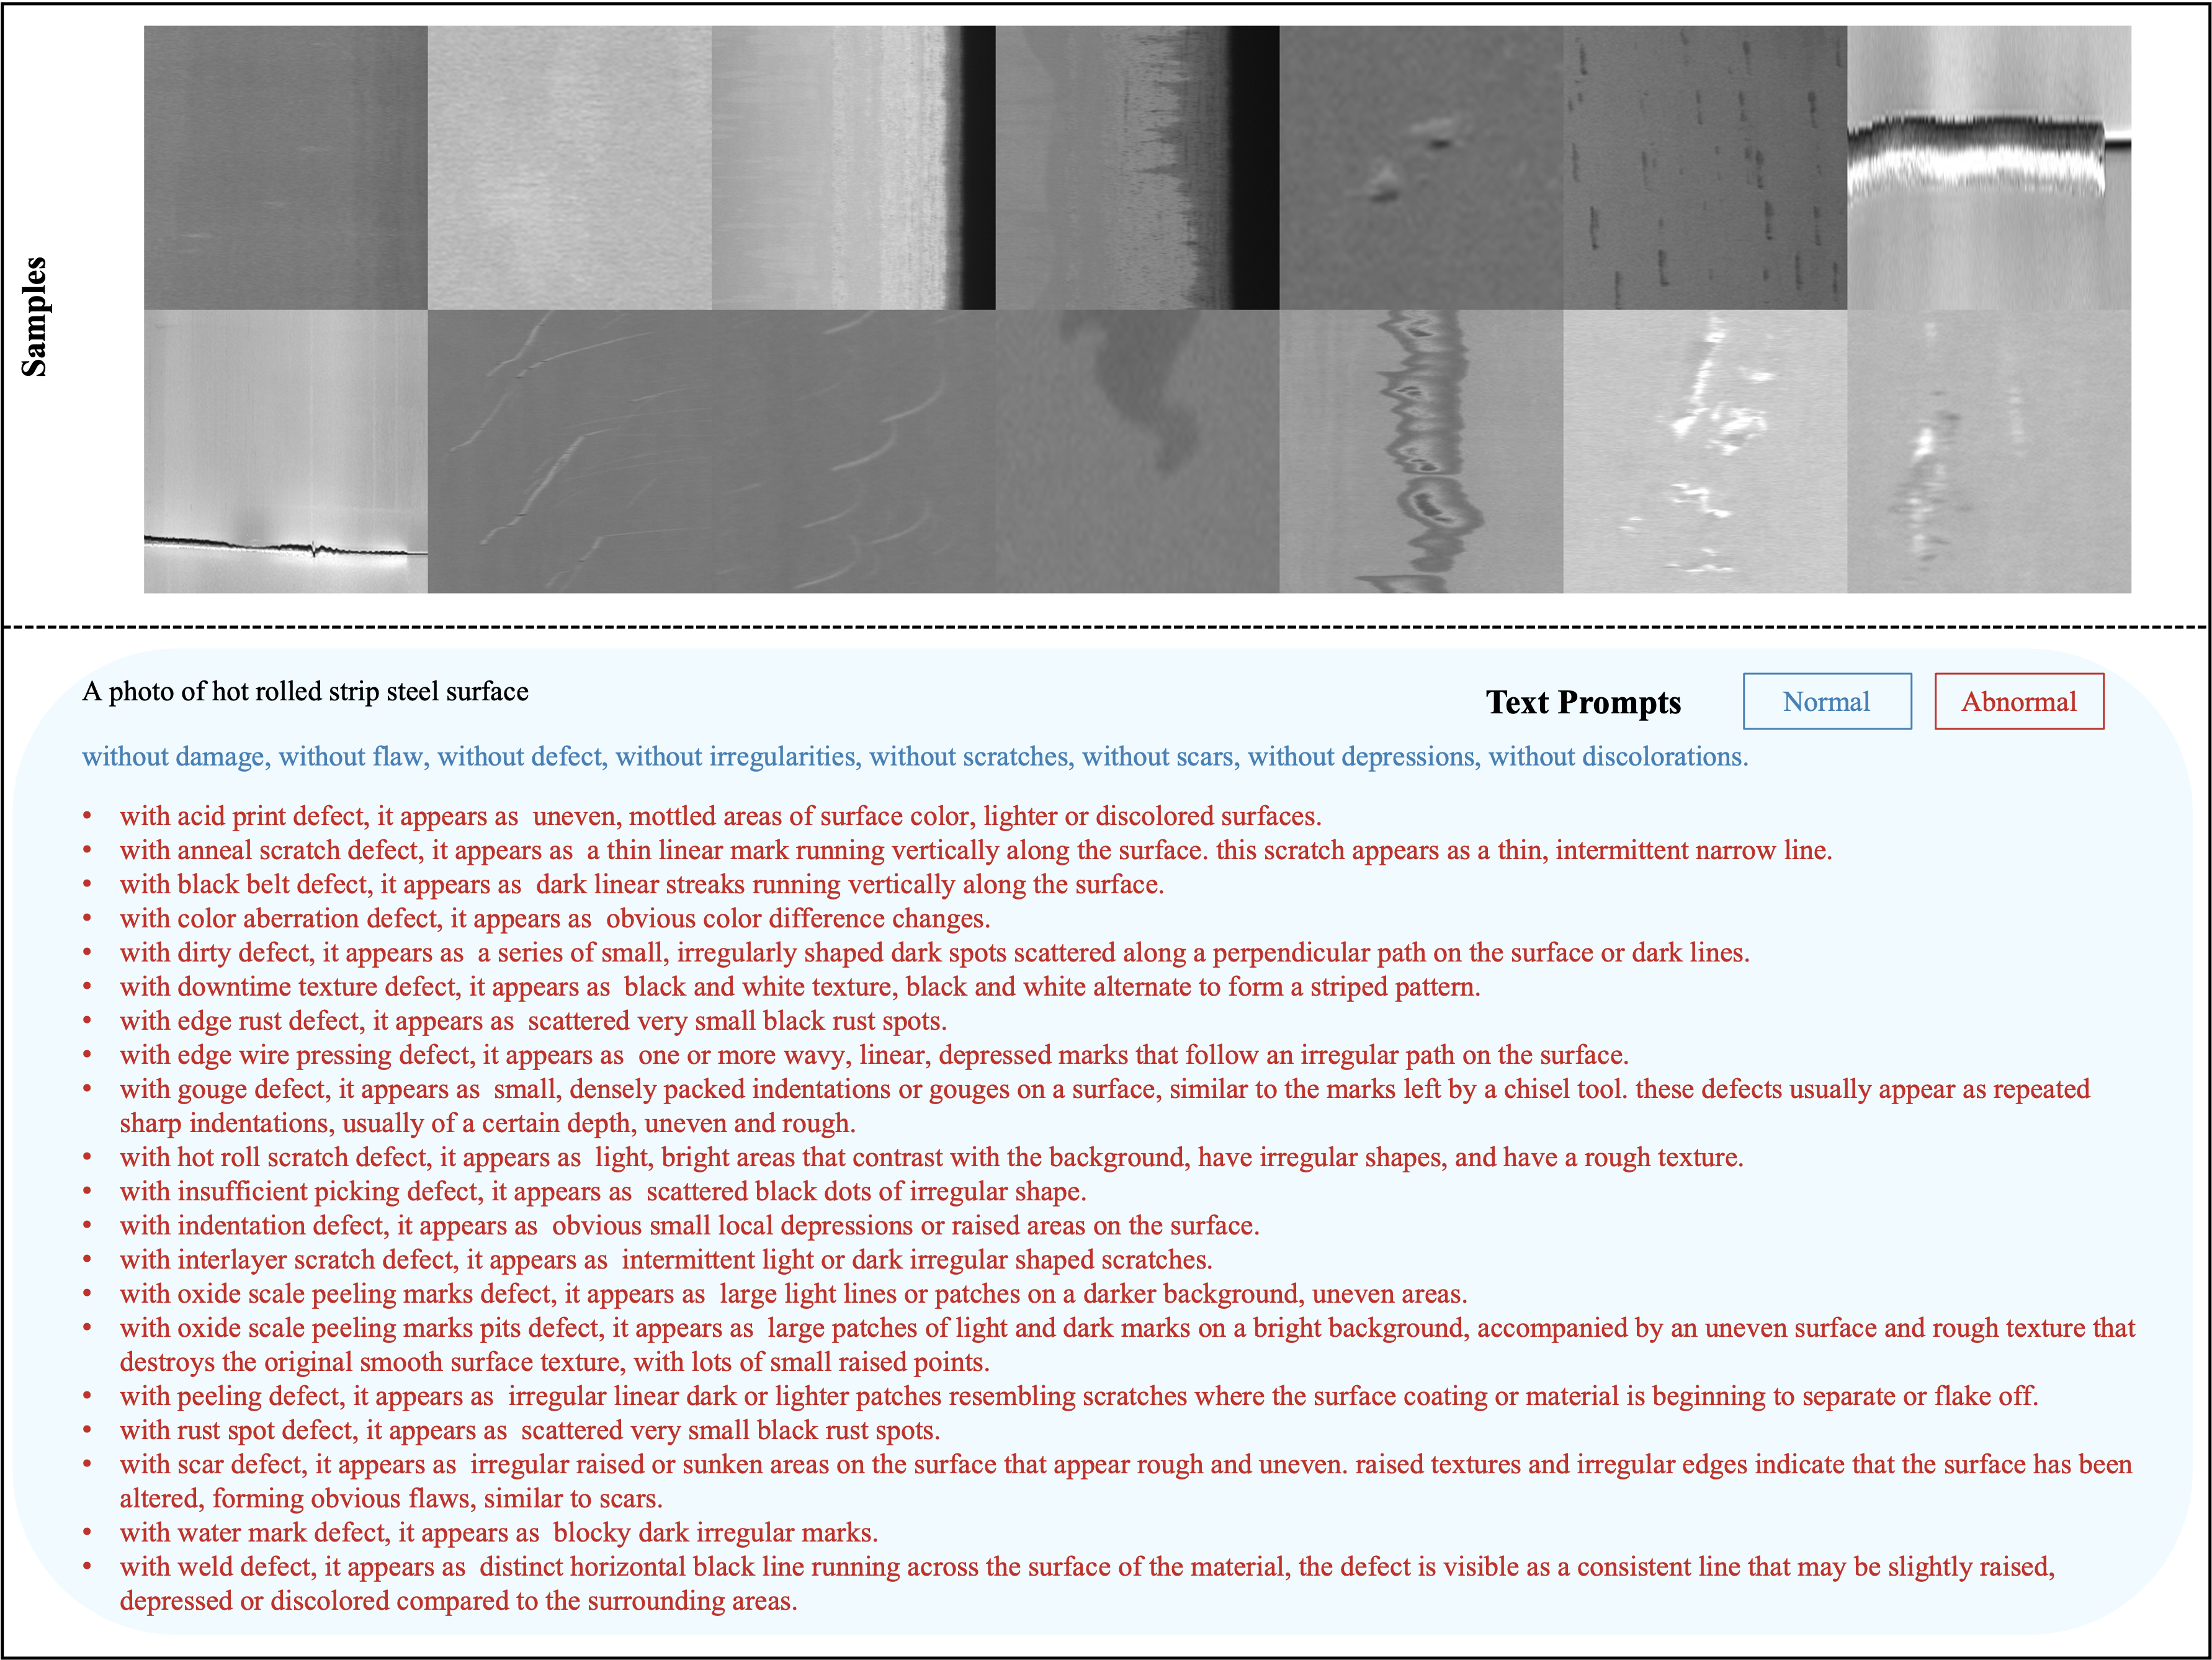 Samples
A photo of hot rolled strip steel surface
Text Prompts
Normal
Abnormal
without damage, without flaw, without defect, without irregularities, without scratches, without scars, without depressions, without discolorations.
• with acid print defect, it appears as uneven, mottled areas of surface color, lighter or discolored surfaces.
• with anneal scratch defect, it appears as a thin linear mark running vertically along the surface. this scratch appears as a thin, intermittent narrow line.
• with black belt defect, it appears as dark linear streaks running vertically along the surface.
• with color aberration defect, it appears as obvious color difference changes.
• with dirty defect, it appears as a series of small, irregularly shaped dark spots scattered along a perpendicular path on the surface or dark lines.
• with downtime texture defect, it appears as black and white texture, black and white alternate to form a striped pattern.
• with edge rust defect, it appears as scattered very small black rust spots.
• with edge wire pressing defect, it appears as one or more wavy, linear, depressed marks that follow an irregular path on the surface.
• with gouge defect, it appears as small, densely packed indentations or gouges on a surface, similar to the marks left by a chisel tool. these defects usually appear as repeated
sharp indentations, usually of a certain depth, uneven and rough.
• with hot roll scratch defect, it appears as light, bright areas that contrast with the background, have irregular shapes, and have a rough texture.
• with insufficient picking defect, it appears as scattered black dots of irregular shape.
• with indentation defect, it appears as obvious small local depressions or raised areas on the surface.
• with interlayer scratch defect, it appears as intermittent light or dark irregular shaped scratches.
• with oxide scale peeling marks defect, it appears as large light lines or patches on a darker background, uneven areas.
• with oxide scale peeling marks pits defect, it appears as large patches of light and dark marks on a bright background, accompanied by an uneven surface and rough texture that
destroys the original smooth surface texture, with lots of small raised points.
• with peeling defect, it appears as irregular linear dark or lighter patches resembling scratches where the surface coating or material is beginning to separate or flake off.
• with rust spot defect, it appears as scattered very small black rust spots.
• with scar defect, it appears as irregular raised or sunken areas on the surface that appear rough and uneven. raised textures and irregular edges indicate that the surface has been
altered, forming obvious flaws, similar to scars.
• with water mark defect, it appears as blocky dark irregular marks.
• with weld defect, it appears as distinct horizontal black line running across the surface of the material, the defect is visible as a consistent line that may be slightly raised,
depressed or discolored compared to the surrounding areas.